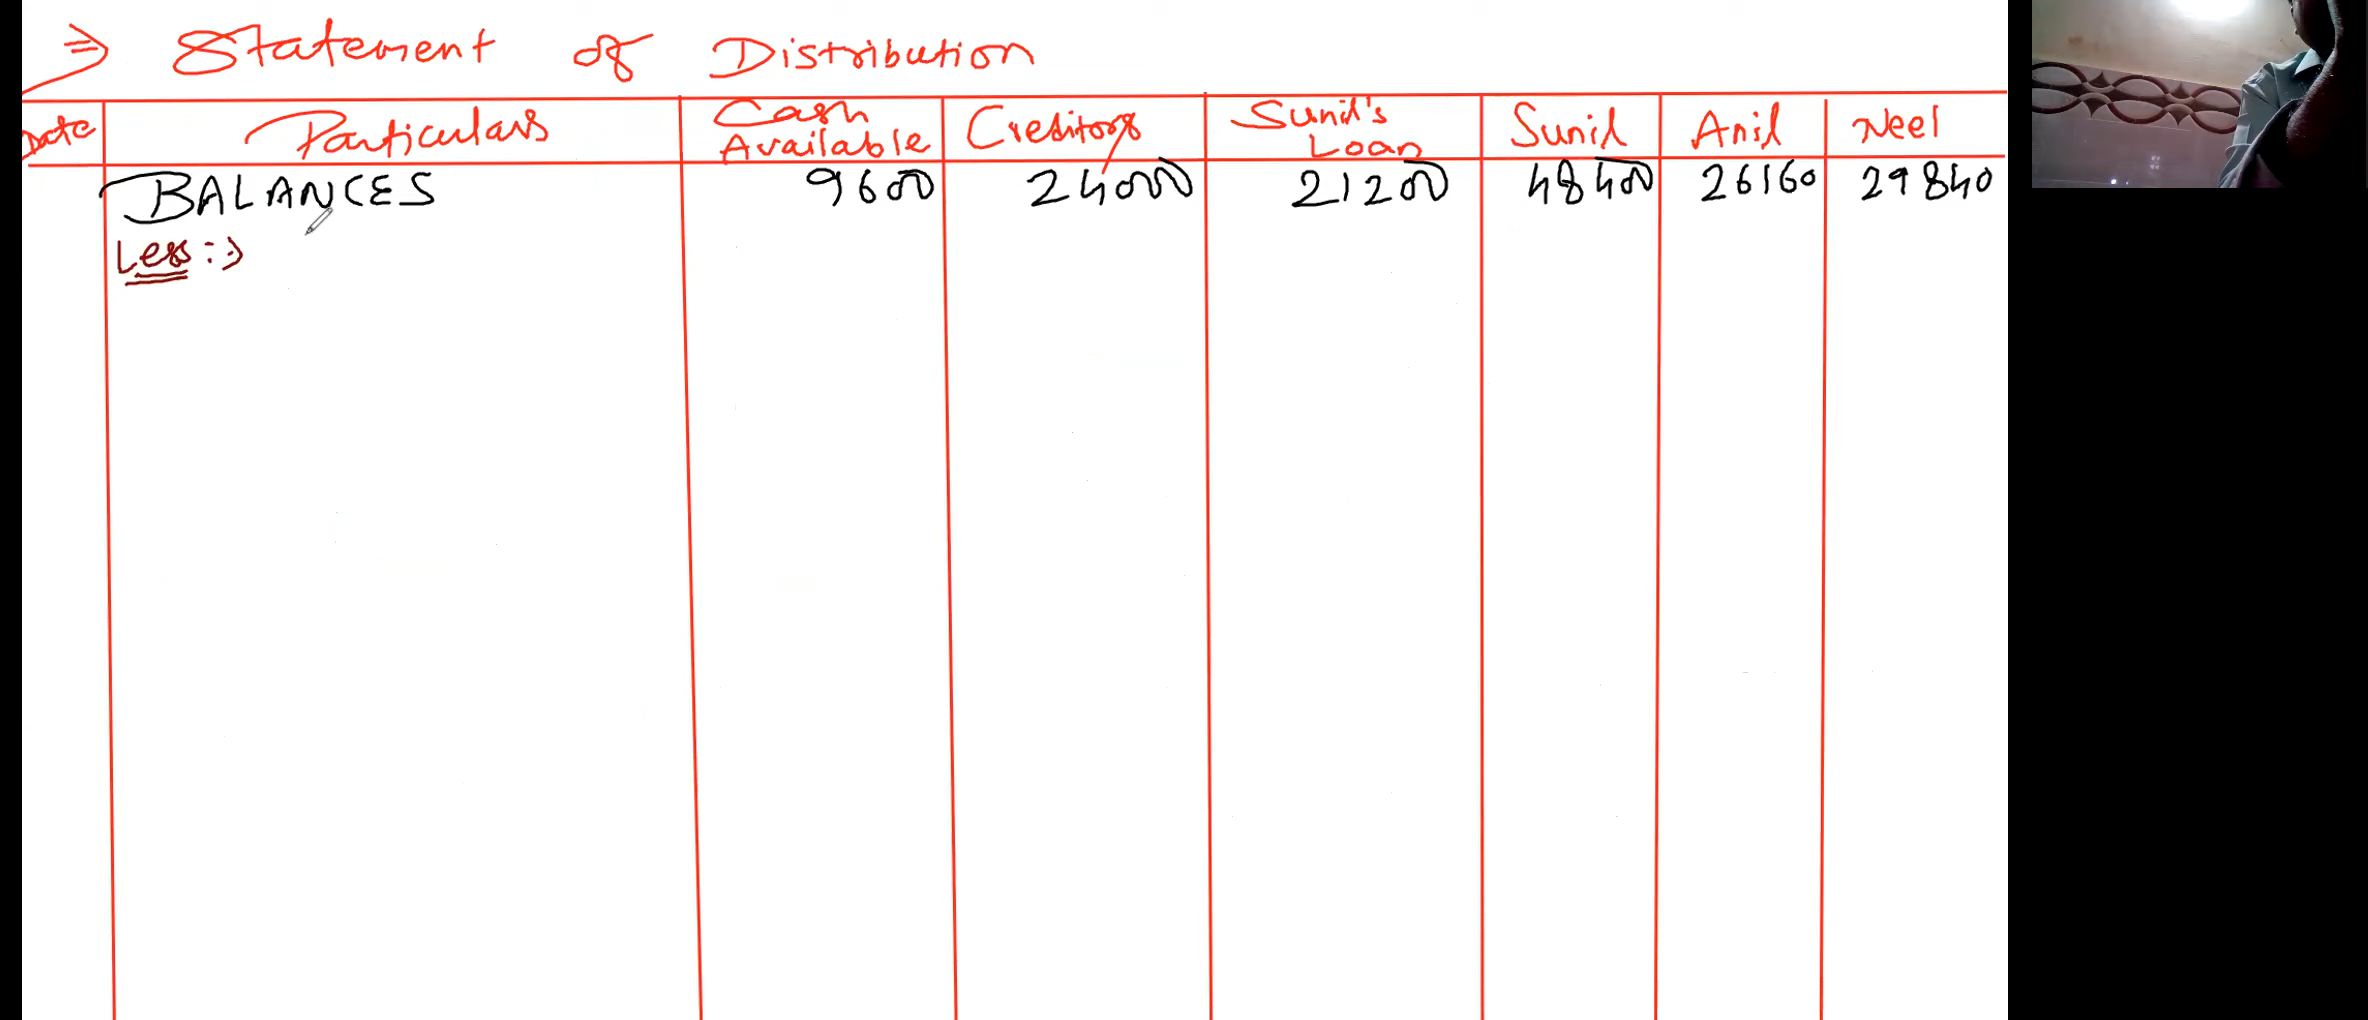 ⇒ Statement of Distribution
Date Particulars Cash Available Creditors Sunil's Loan Sunil Anil Neel
BALANCES 9600 24000 21200 48400 26160 29840
Less :→